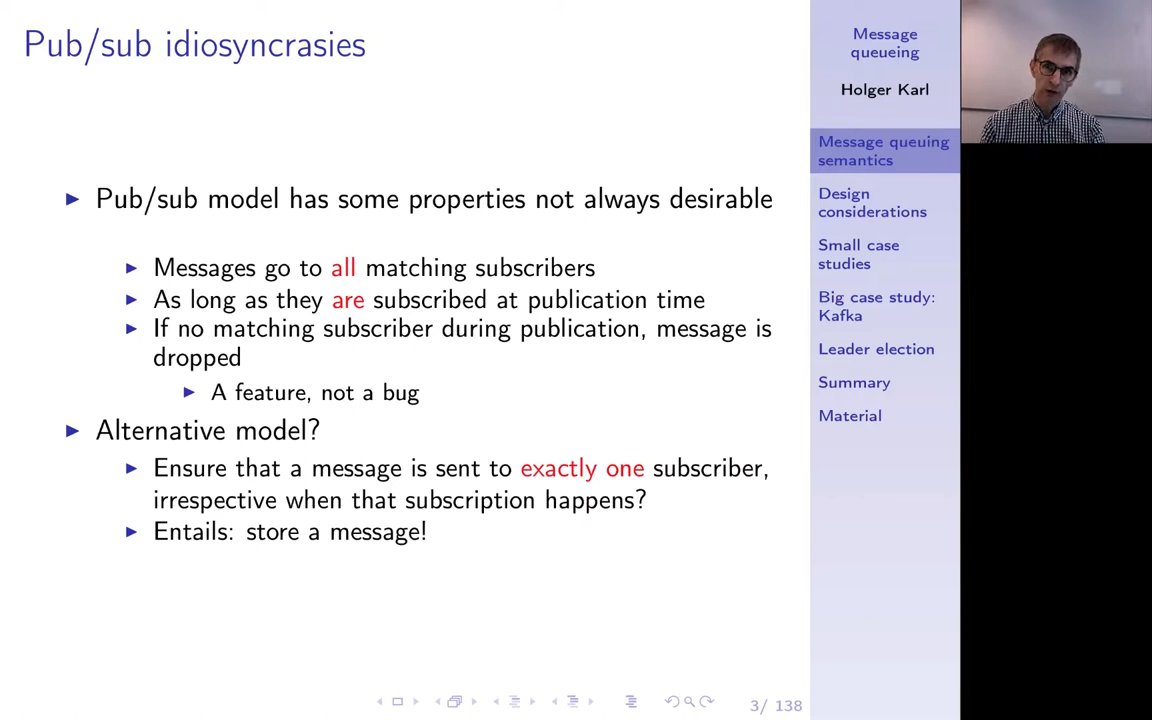 Pub/sub idiosyncrasies
Pub/sub model has some properties not always desirable
Messages go to all matching subscribers
As long as they are subscribed at publication time
If no matching subscriber during publication, message is
dropped
A feature, not a bug
Alternative model?
Ensure that a message is sent to exactly one subscriber,
irrespective when that subscription happens?
Entails: store a message!
3/ 138
Message
queueing
Holger Karl
Message queuing
semantics
Design
considerations
Small case
studies
Big case study:
Kafka
Leader election
Summary
Material